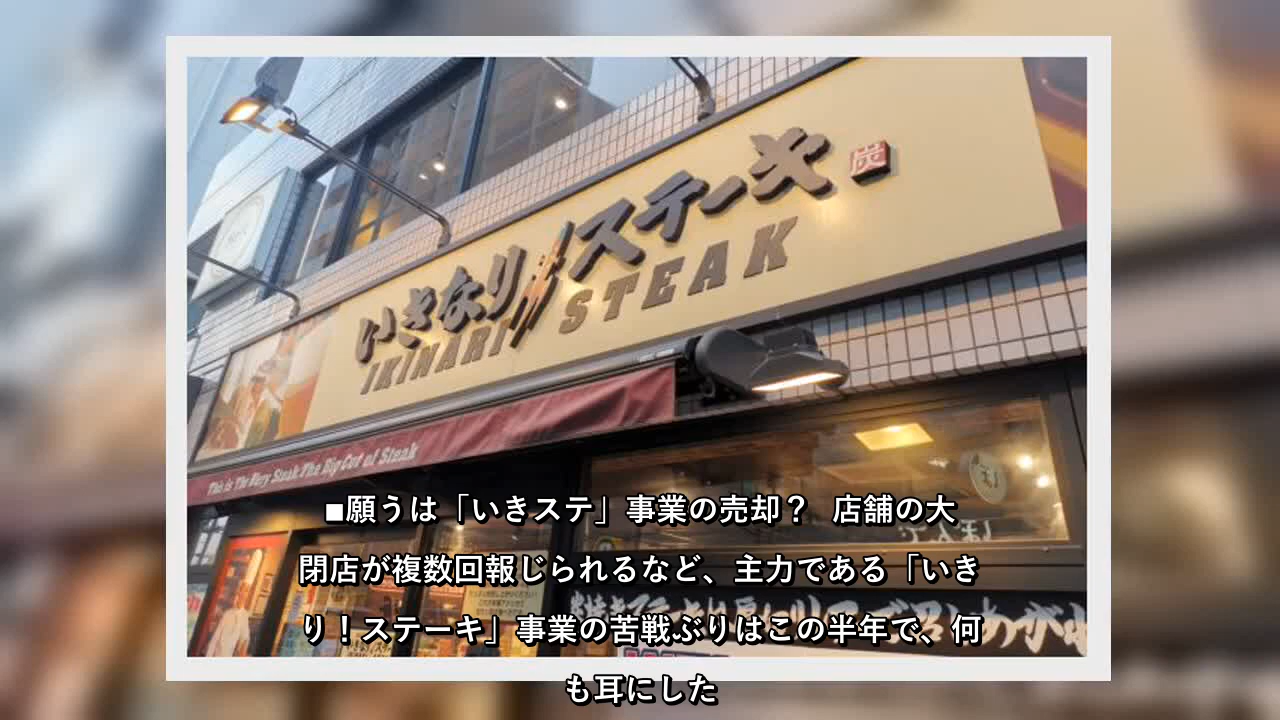 いきなり!ステーキ
炭
IKINARI STEAK
This is The Very Steak.The Big Cut of Steak
■願うは「いきステ」事業の売却？ 店舗の大
閉店が複数回報じられるなど、主力である「いき
り！ステーキ」事業の苦戦ぶりはこの半年で、何
も耳にした